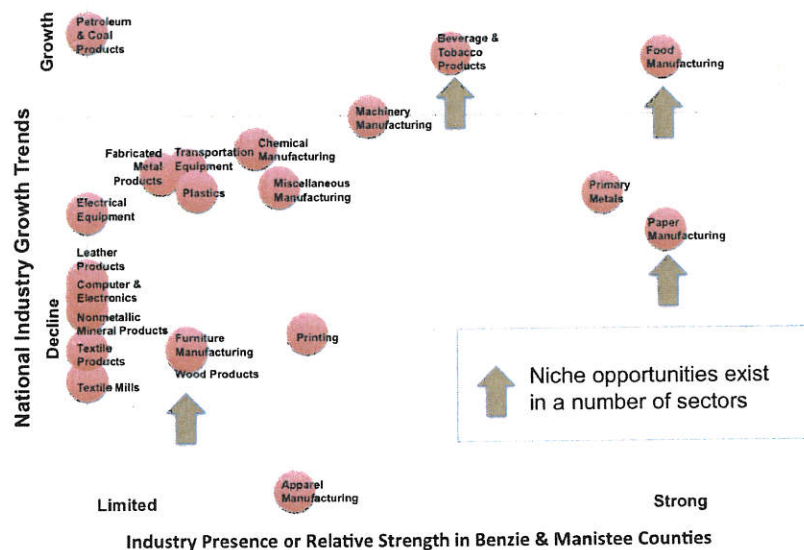 National Industry Growth Trends
Growth
Decline
Petroleum
& Coal
Products
Beverage &
Tobacco
Products
Food
Manufacturing
Machinery
Manufacturing
Chemical
Manufacturing
Fabricated
Metal
Products
Transportation
Equipment
Plastics
Miscellaneous
Manufacturing
Primary
Metals
Electrical
Equipment
Paper
Manufacturing
Leather
Products
Computer &
Electronics
Nonmetallic
Mineral Products
Textile
Products
Textile Mills
Furniture
Manufacturing
Wood Products
Printing
Niche opportunities exist
in a number of sectors
Apparel
Manufacturing
Limited
Strong
Industry Presence or Relative Strength in Benzie & Manistee Counties